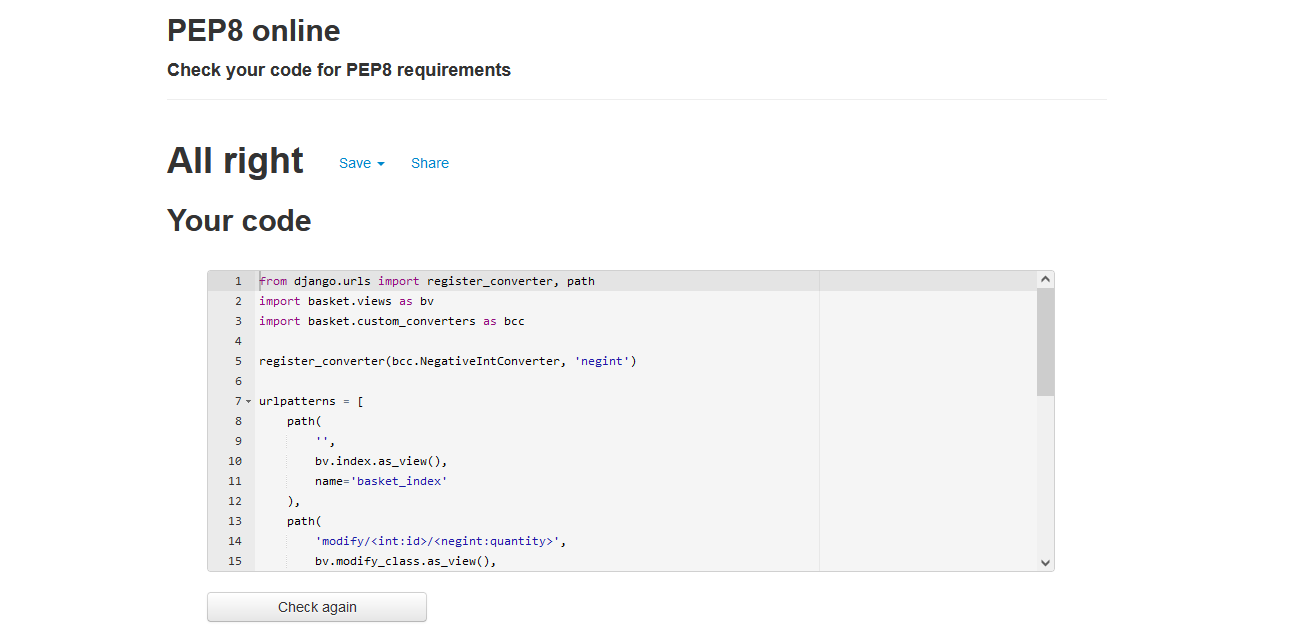 PEP8 online
Check your code for PEP8 requirements
All right Save Share
Your code
1 from django.urls import register_converter, path
2 import basket.views as bv
3 import basket.custom_converters as bcc
4
5 register_converter(bcc.NegativeIntConverter, 'negint')
6
7 urlpatterns = [
8 path(
9 '',
10 bv.index.as_view(),
11 name='basket_index'
12 ),
13 path(
14 'modify/<int:id>/<negint:quantity>',
15 bv.modify_class.as_view(),
Check again